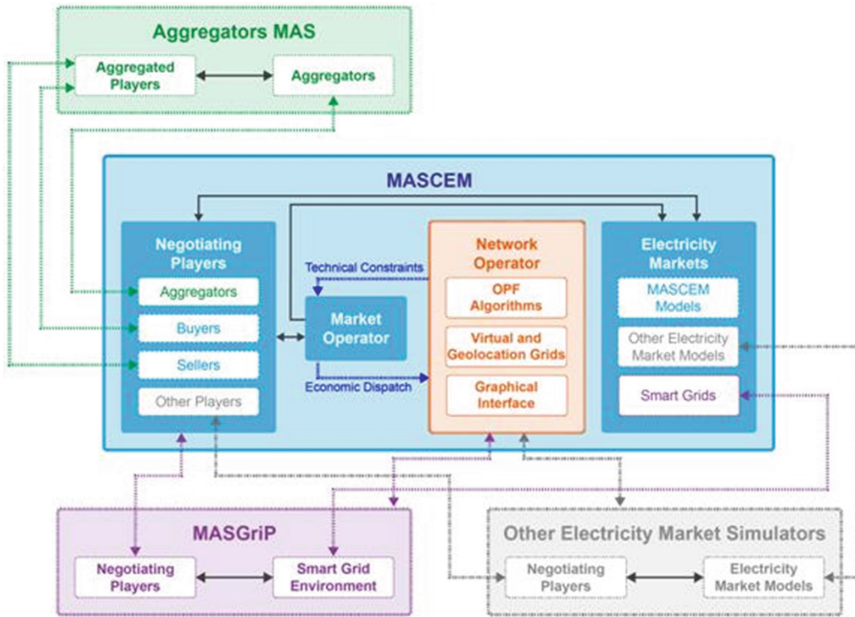 Aggregators MAS
Aggregated
Players
Aggregators
MASCEM
Negotiating
Players
Aggregators
Buyers
Sellers
Other Players
Technical Constraints
Market
Operator
Economic Dispatch
Network
Operator
OPF
Algorithms
Virtual and
Geolocation Grids
Graphical
Interface
Electricity
Markets
MASCEM
Models
Other Electricity
Market Models
Smart Grids
MASGriP
Negotiating
Players
Smart Grid
Environment
Other Electricity Market Simulators
Negotiating
Players
Electricity
Market Models